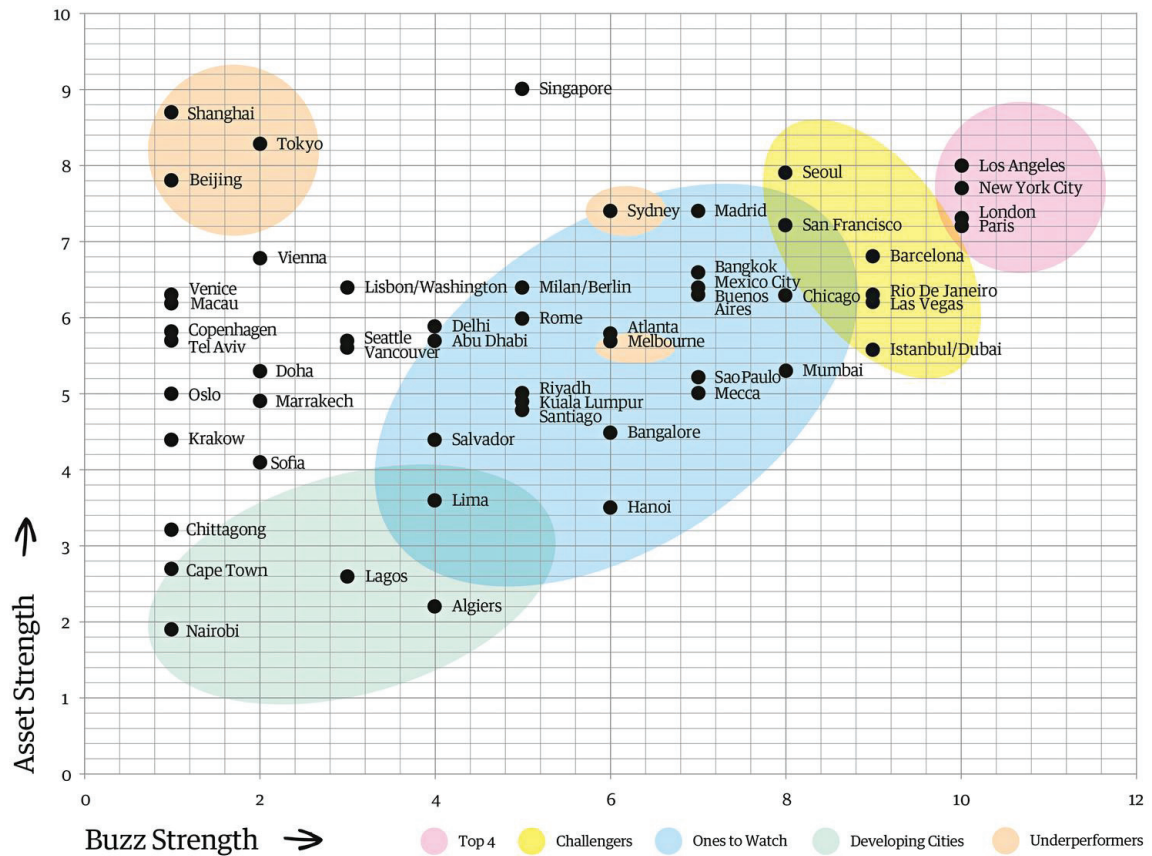 10
9
8
7
6
5
4
3
2
1
0
Singapore
Shanghai
Tokyo
Beijing
Seoul
Los Angeles
New York City
London
Paris
Sydney
Madrid
San Francisco
Vienna
Barcelona
Bangkok
Mexico City
Buenos
Aires
Chicago
Rio De Janeiro
Las Vegas
Venice
Macau
Lisbon/Washington
Milan/Berlin
Rome
Delhi
Abu Dhabi
Atlanta
Melbourne
Copenhagen
Tel Aviv
Seattle
Vancouver
Istanbul/Dubai
Doha
Mumbai
Sao Paulo
Mecca
Oslo
Marrakech
Riyadh
Kuala Lumpur
Santiago
Krakow
Salvador
Bangalore
Sofia
Lima
Hanoi
Chittagong
Cape Town
Lagos
Algiers
Nairobi
Asset Strength
0 2 4 6 8 10 12
Buzz Strength
Top 4 Challengers Ones to Watch Developing Cities Underperformers